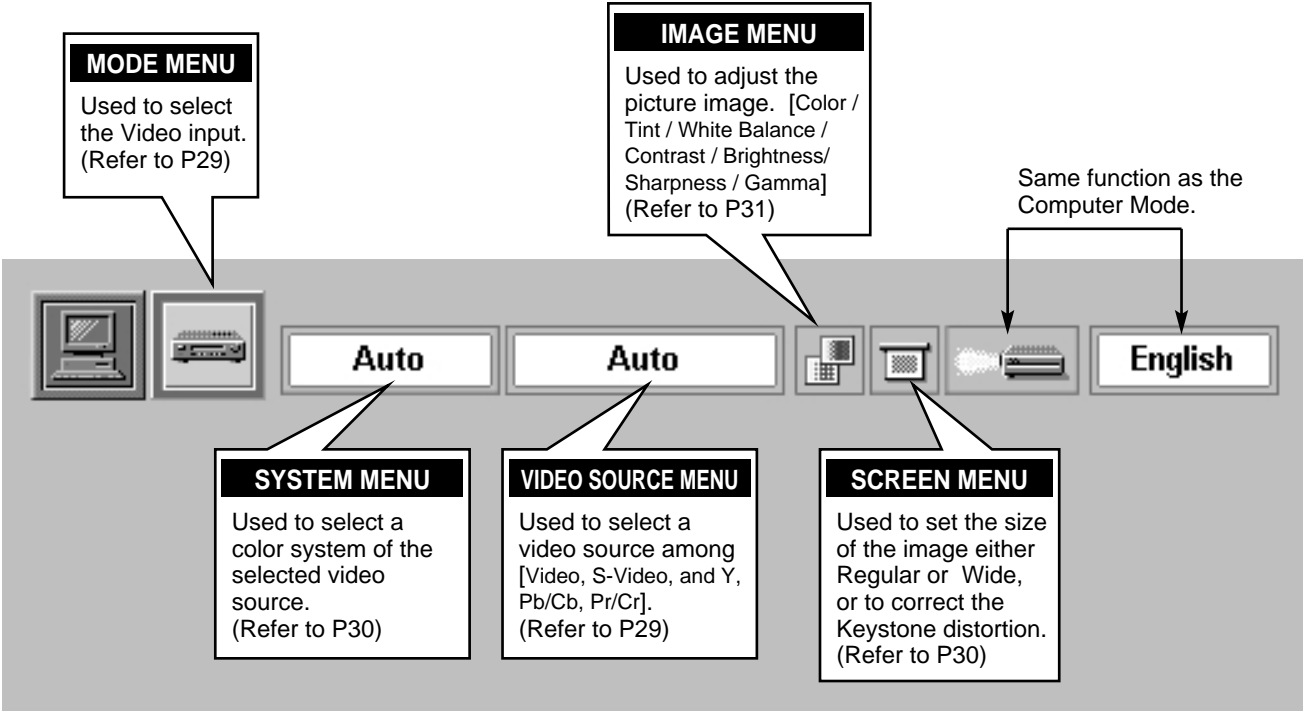 MODE MENU
Used to select
the Video input.
(Refer to P29)
IMAGE MENU
Used to adjust the
picture image. [Color /
Tint / White Balance /
Contrast / Brightness/
Sharpness / Gamma]
(Refer to P31)
Same function as the
Computer Mode.
Auto
Auto
English
SYSTEM MENU
Used to select a
color system of the
selected video
source.
(Refer to P30)
VIDEO SOURCE MENU
Used to select a
video source among
[Video, S-Video, and Y,
Pb/Cb, Pr/Cr].
(Refer to P29)
SCREEN MENU
Used to set the size
of the image either
Regular or Wide,
or to correct the
Keystone distortion.
(Refer to P30)